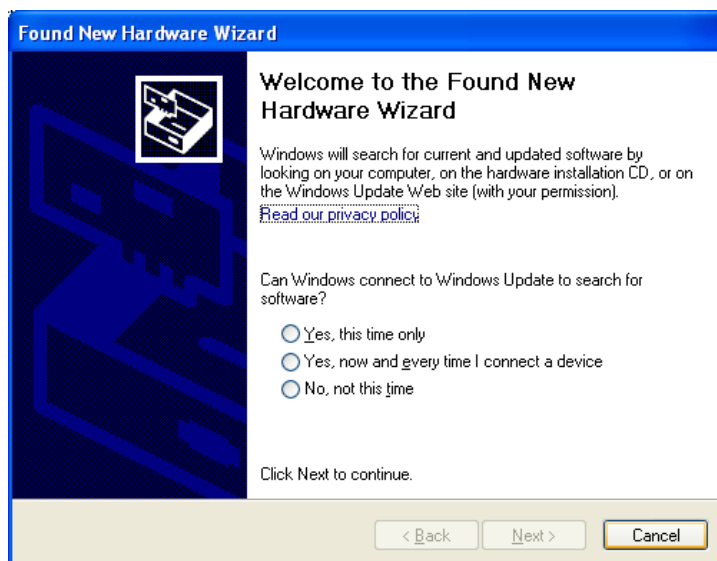 Found New Hardware Wizard
Welcome to the Found New
Hardware Wizard
Windows will search for current and updated software by
looking on your computer, on the hardware installation CD, or on
the Windows Update Web site (with your permission).
Read our privacy policy
Can Windows connect to Windows Update to search for
software?
Yes, this time only
Yes, now and every time I connect a device
No, not this time
Click Next to continue.
< Back
Next >
Cancel